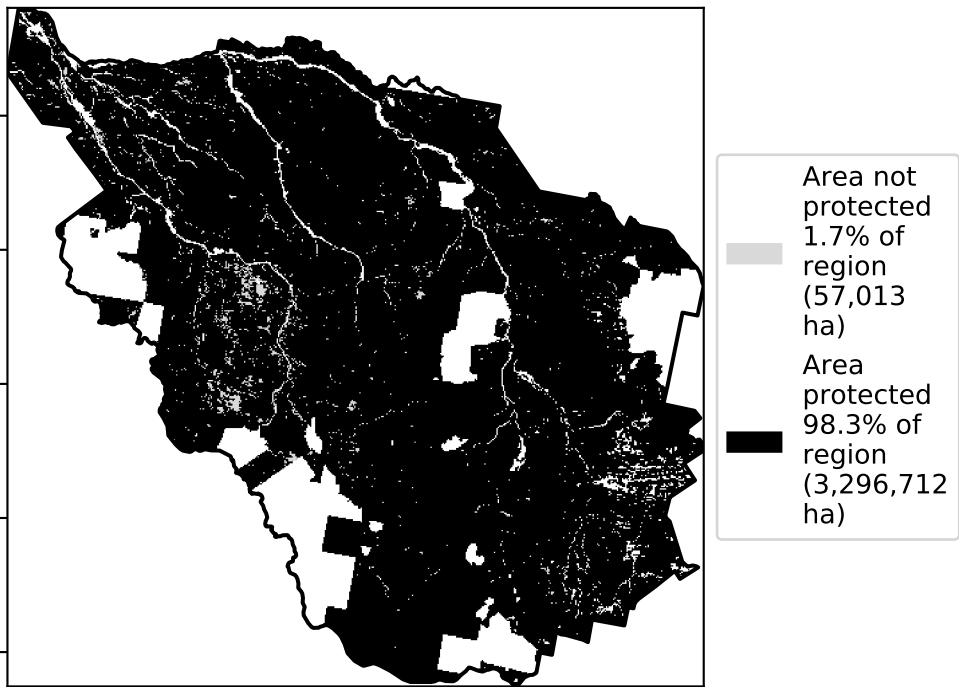 Area not
protected
1.7% of
region
(57,013
ha)
Area
protected
98.3% of
region
(3,296,712
ha)